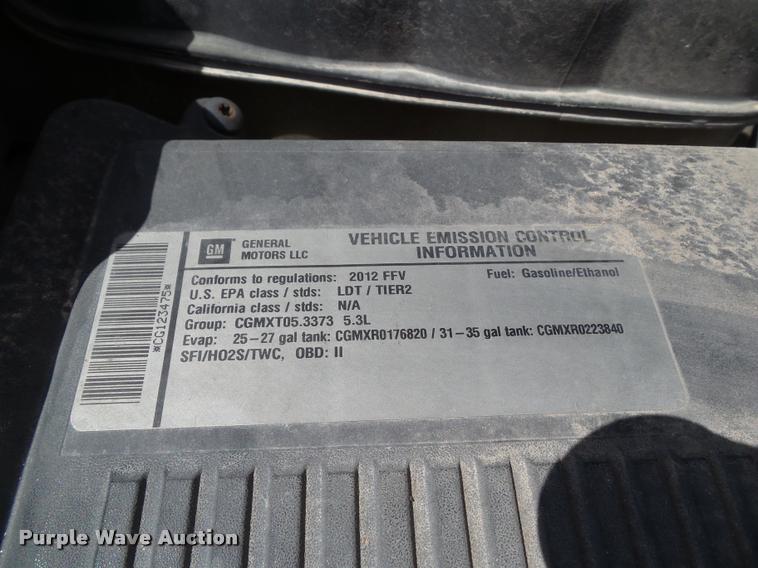 GM
GENERAL
MOTORS LLC
VEHICLE EMISSION CONTROL
INFORMATION
Conforms to regulations: 2012 FFV Fuel: Gasoline/Ethanol
U.S. EPA class / stds: LDT / TIER2
California class / stds: N/A
Group: CGMXT05.3373 5.3L
Evap: 25-27 gal tank: CGMXR0176820 / 31-35 gal tank: CGMXR0223840
SFI/HO2S/TWC, OBD: II
*CG123475*
Purple Wave Auction